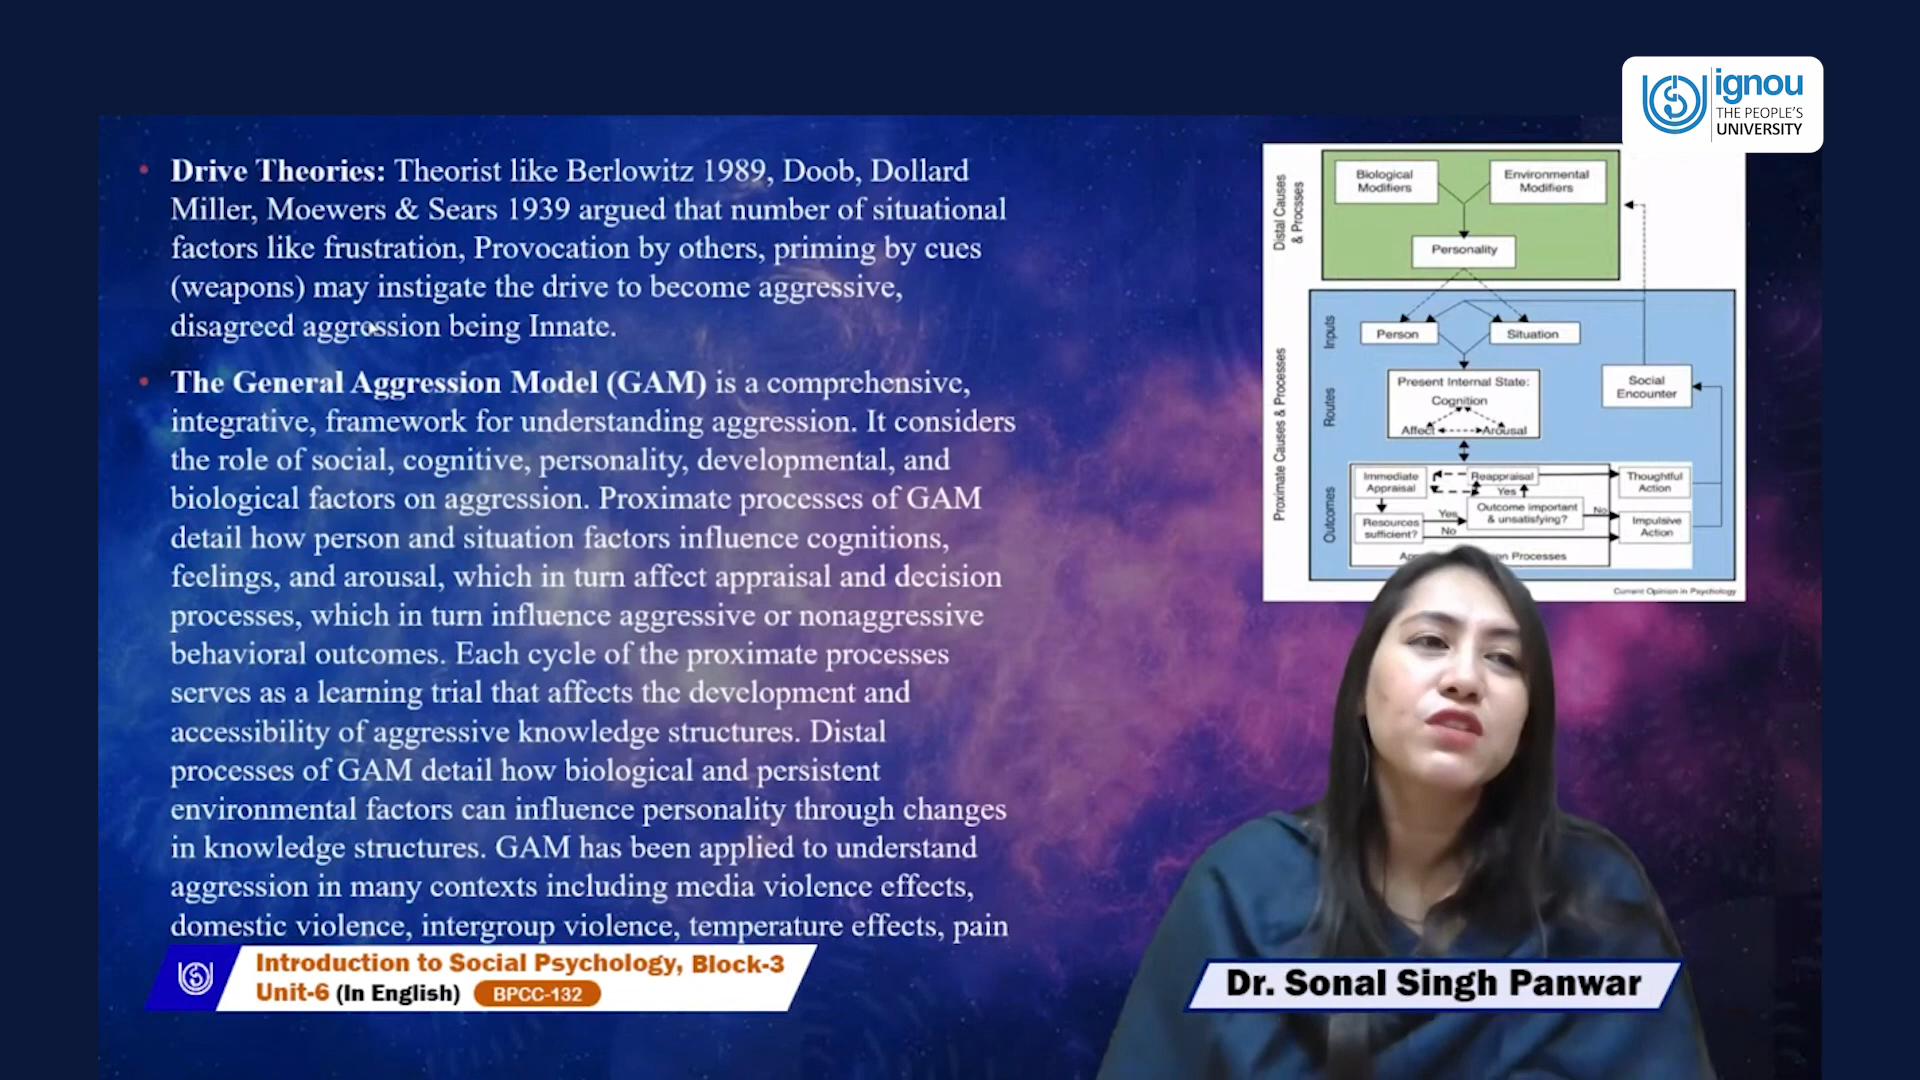 ignou
THE PEOPLE'S
UNIVERSITY
• Drive Theories: Theorist like Berlowitz 1989, Doob, Dollard
Miller, Moewers & Sears 1939 argued that number of situational
factors like frustration, Provocation by others, priming by cues
(weapons) may instigate the drive to become aggressive,
disagreed aggression being Innate.
• The General Aggression Model (GAM) is a comprehensive,
integrative, framework for understanding aggression. It considers
the role of social, cognitive, personality, developmental, and
biological factors on aggression. Proximate processes of GAM
detail how person and situation factors influence cognitions,
feelings, and arousal, which in turn affect appraisal and decision
processes, which in turn influence aggressive or nonaggressive
behavioral outcomes. Each cycle of the proximate processes
serves as a learning trial that affects the development and
accessibility of aggressive knowledge structures. Distal
processes of GAM detail how biological and persistent
environmental factors can influence personality through changes
in knowledge structures. GAM has been applied to understand
aggression in many contexts including media violence effects,
domestic violence, intergroup violence, temperature effects, pain
Distal Causes
& Procsses
Biological
Modifiers
Environmental
Modifiers
Personality
Proximate Causes & Processes
Inputs
Person
Situation
Routes
Present Internal State:
Cognition
Affect
Arousal
Social
Encounter
Outcomes
Immediate
Appraisal
Reappraisal
Thoughtful
Action
Yes
Resources
sufficient?
Yes
No
Outcome important
& unsatisfying?
No
Impulsive
Action
Processes
Current Opinion in Psychology
Introduction to Social Psychology, Block-3
Unit-6 (In English) BPCC-132
Dr. Sonal Singh Panwar